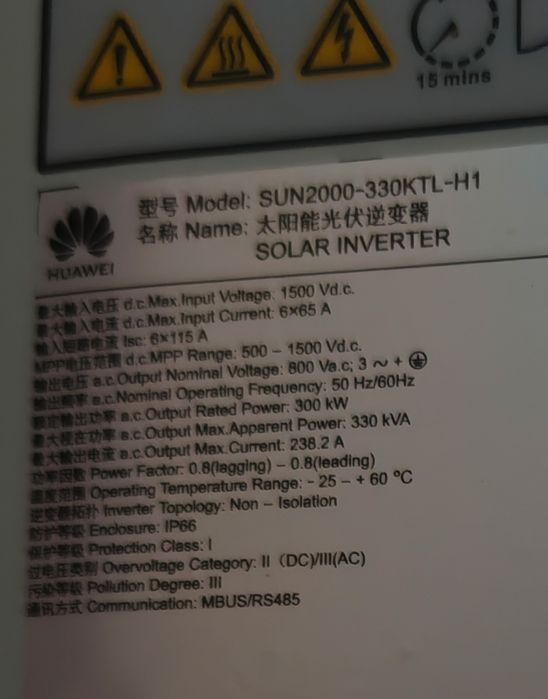 15 mins
HUAWEI
型号 Model: SUN2000-330KTL-H1
名称 Name: 太阳能光伏逆变器
SOLAR INVERTER
最大输入电压 d.c.Max.Input Voltage: 1500 Vd.c.
最大输入电流 d.c.Max.Input Current: 6×65 A
输入短路电流 Isc: 6×115 A
MPP电压范围 d.c.MPP Range: 500 – 1500 Vd.c.
输出电压 a.c.Output Nominal Voltage: 800 Va.c; 3 ~ + ⏚
输出频率 a.c.Nominal Operating Frequency: 50 Hz/60Hz
额定输出功率 a.c.Output Rated Power: 300 kW
最大视在功率 a.c.Output Max.Apparent Power: 330 kVA
最大输出电流 a.c.Output Max.Current: 238.2 A
功率因数 Power Factor: 0.8(lagging) – 0.8(leading)
温度范围 Operating Temperature Range: - 25 – + 60 ℃
逆变器拓扑 Inverter Topology: Non – Isolation
防护等级 Enclosure: IP66
保护等级 Protection Class: I
过电压类别 Overvoltage Category: II (DC)/III(AC)
污染等级 Pollution Degree: III
通讯方式 Communication: MBUS/RS485